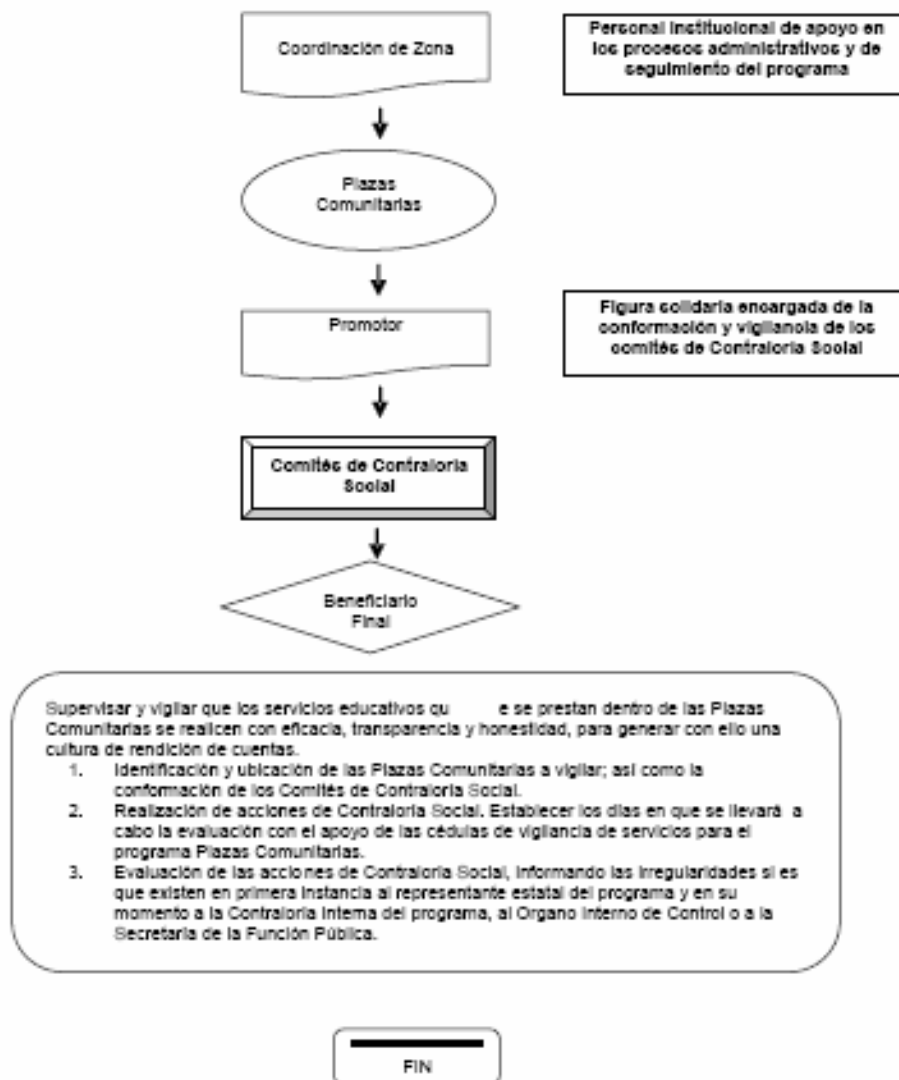 Coordinación de Zona
Personal Institucional de apoyo en
los procesos administrativos y de
seguimiento del programa
Plazas
Comunitarias
Promotor
Figura solidaria encargada de la
conformación y vigilancia de los
comités de Contraloría Social
Comités de Contraloría
Social
Beneficiario
Final
Supervisar y vigilar que los servicios educativos qu e se prestan dentro de las Plazas
Comunitarias se realicen con eficacia, transparencia y honestidad, para generar con ello una
cultura de rendición de cuentas.
1. Identificación y ubicación de las Plazas Comunitarias a vigilar; así como la
conformación de los Comités de Contraloría Social.
2. Realización de acciones de Contraloría Social. Establecer los días en que se llevará a
cabo la evaluación con el apoyo de las cédulas de vigilancia de servicios para el
programa Plazas Comunitarias.
3. Evaluación de las acciones de Contraloría Social, informando las irregularidades si es
que existen en primera instancia al representante estatal del programa y en su
momento a la Contraloría Interna del programa, al Organo Interno de Control o a la
Secretaría de la Función Pública.
FIN